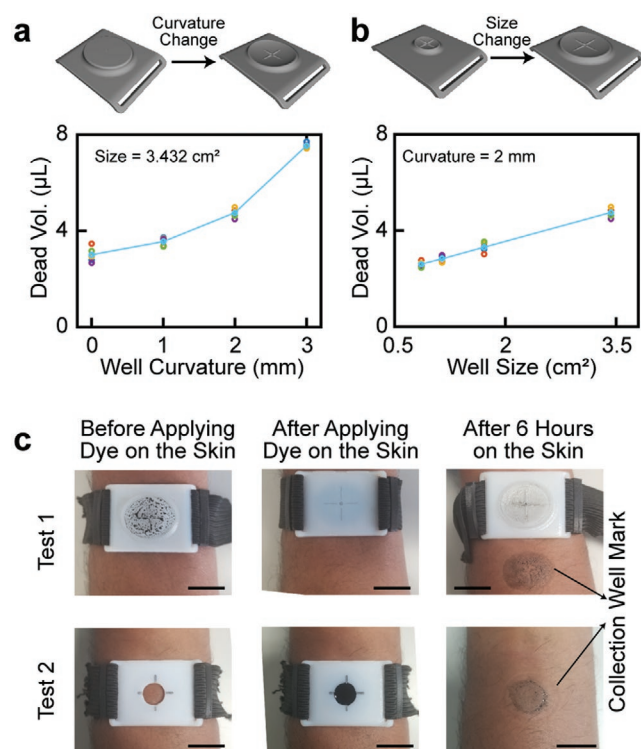 a
Curvature
Change
b
Size
Change
Dead Vol. (µL)
8
4
0
Size = 3.432 cm²
0
1
2
3
Well Curvature (mm)
Dead Vol. (µL)
8
4
0
Curvature = 2 mm
0.5
2
3.5
Well Size (cm²)
c
Before Applying
Dye on the Skin
After Applying
Dye on the Skin
After 6 Hours
on the Skin
Test 1
Test 2
Collection Well Mark